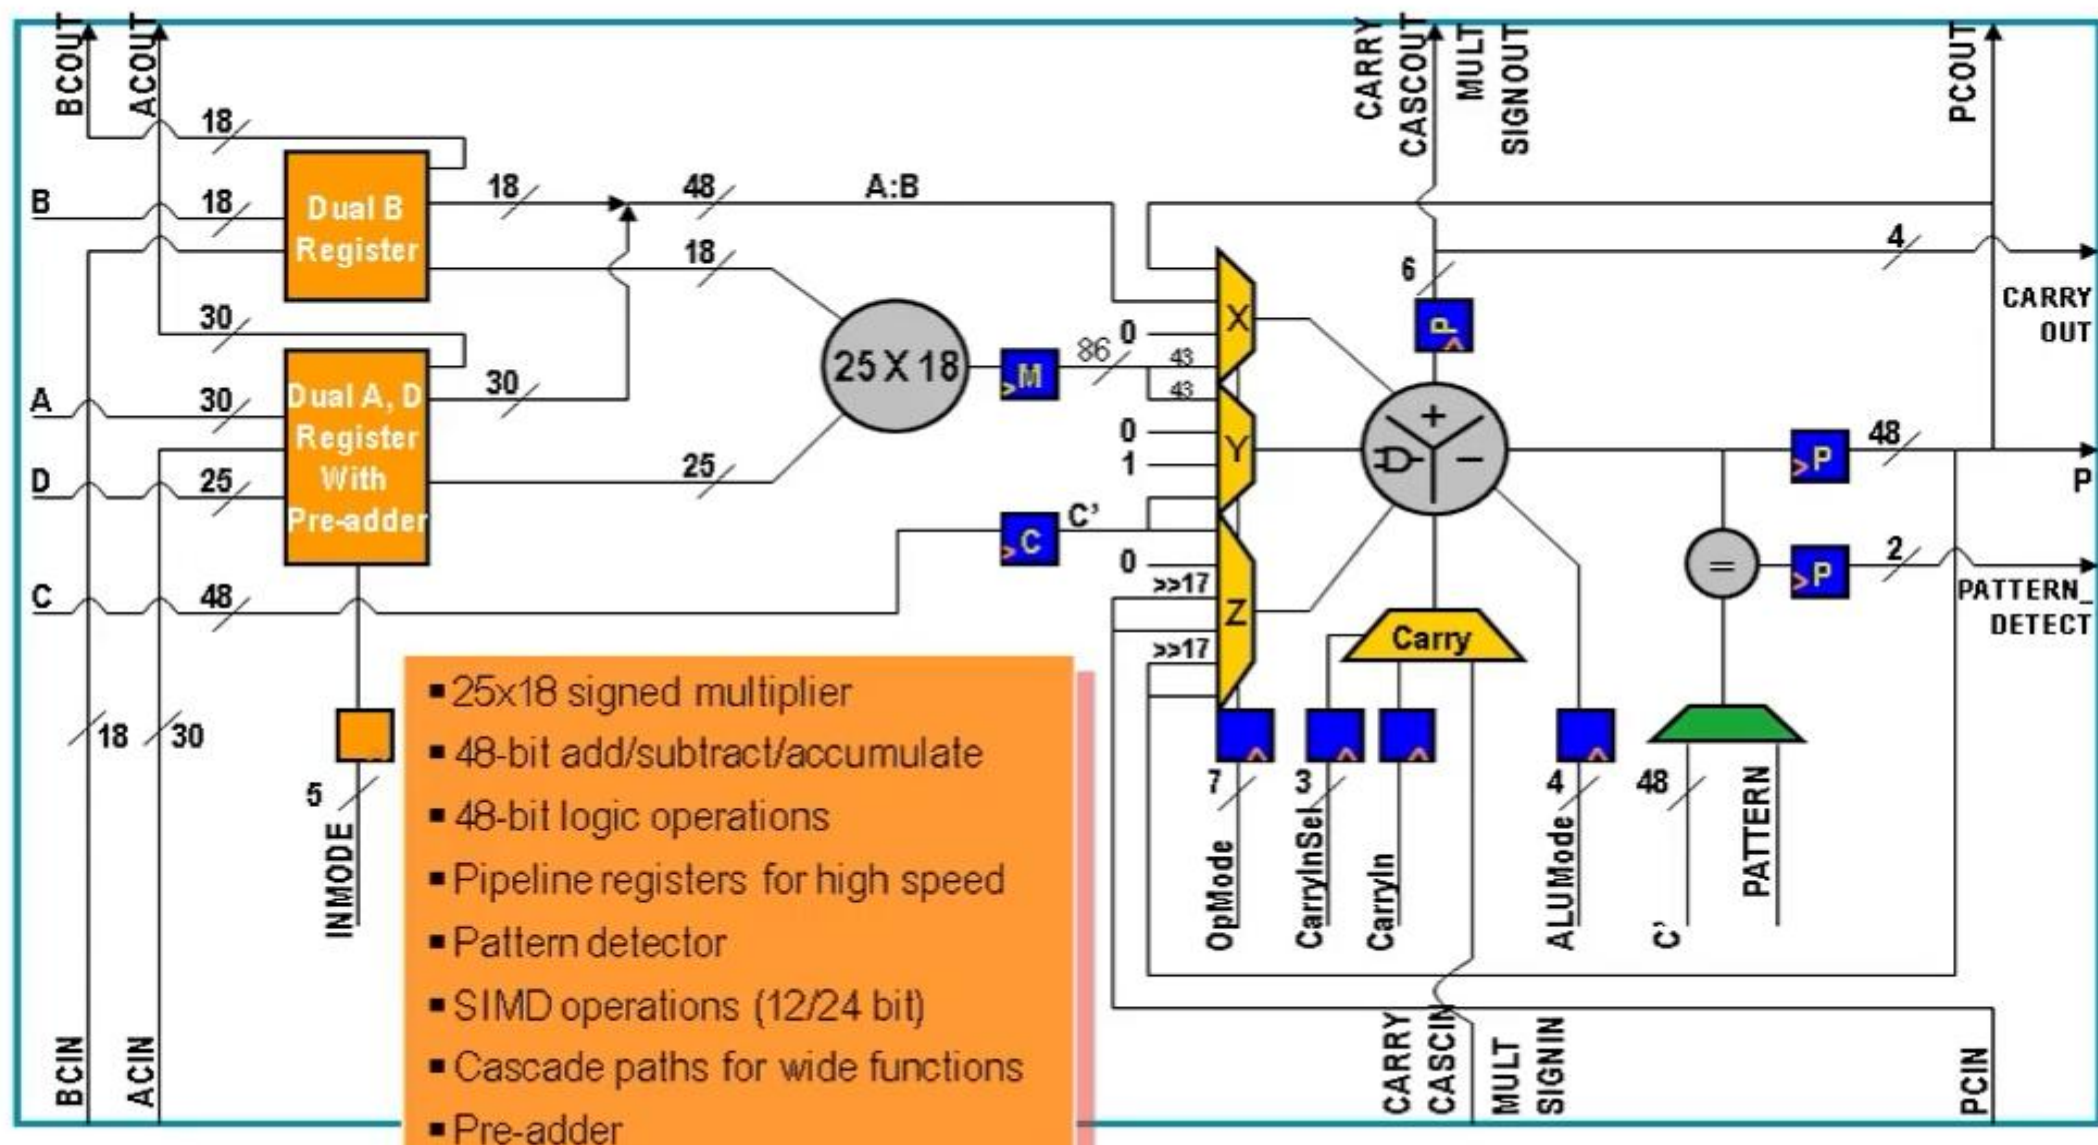 BCOUT
ACOUT
CARRY
CASCOUT
MULT
SIGNOUT
PCOUT
18
B
18
Dual B
Register
18
48
A:B
18
30
A
30
Dual A, D
Register
With
Pre-adder
30
D
25
25
C
48
25 X 18
M
86
43
43
0
X
0
1
Y
C
C'
0
>>17
>>17
Z
6
P
4
CARRY
OUT
+
−
P
48
P
=
P
2
PATTERN_
DETECT
Carry
18
30
5
INMODE
7
OpMode
3
CarryInSel
CarryIn
4
ALUMode
48
C'
PATTERN
▪ 25x18 signed multiplier
▪ 48-bit add/subtract/accumulate
▪ 48-bit logic operations
▪ Pipeline registers for high speed
▪ Pattern detector
▪ SIMD operations (12/24 bit)
▪ Cascade paths for wide functions
▪ Pre-adder
BCIN
ACIN
CARRY
CASCIN
MULT
SIGNIN
PCIN